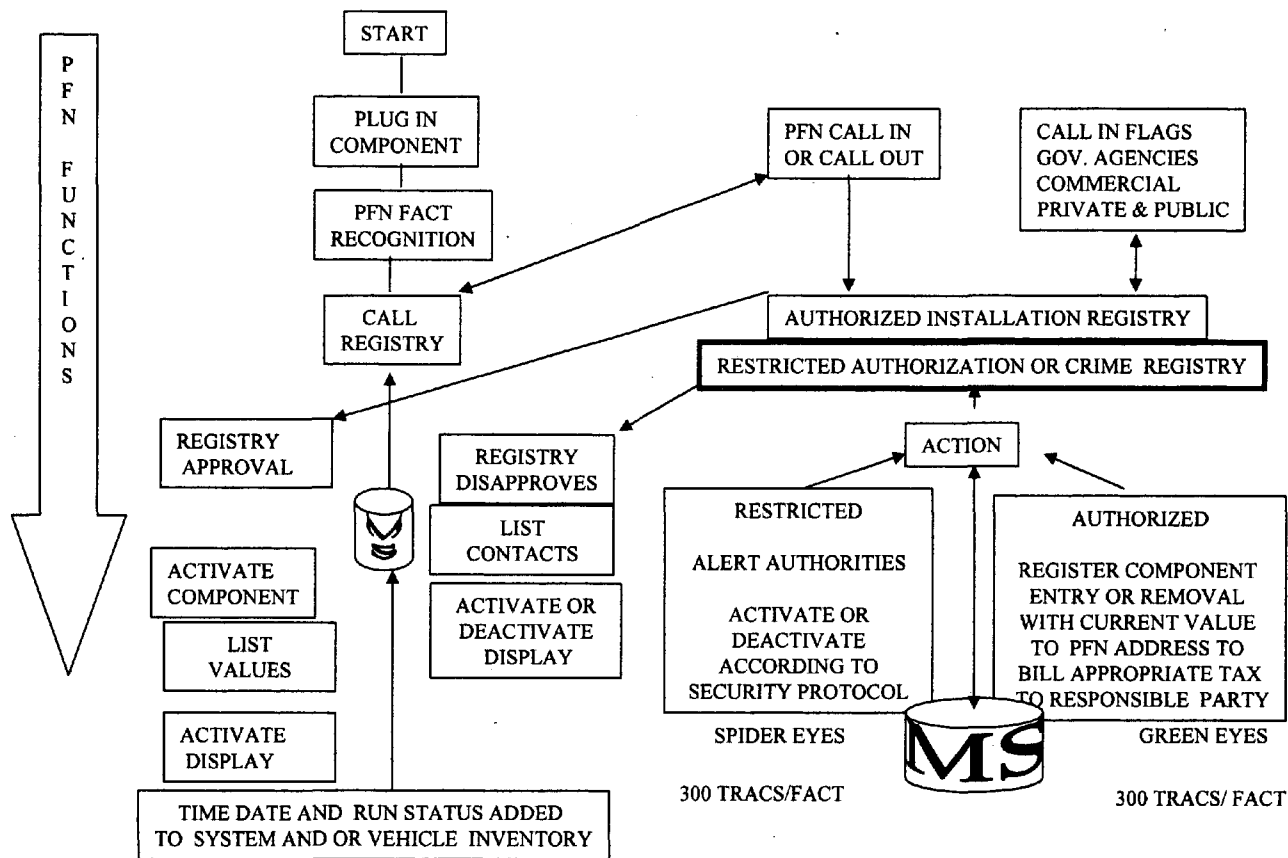 PFN FUNCTIONS
START
PLUG IN
COMPONENT
PFN FACT
RECOGNITION
CALL
REGISTRY
PFN CALL IN
OR CALL OUT
CALL IN FLAGS
GOV. AGENCIES
COMMERCIAL
PRIVATE & PUBLIC
AUTHORIZED INSTALLATION REGISTRY
RESTRICTED AUTHORIZATION OR CRIME REGISTRY
REGISTRY
APPROVAL
REGISTRY
DISAPPROVES
LIST
CONTACTS
ACTIVATE OR
DEACTIVATE
DISPLAY
ACTIVATE
COMPONENT
LIST
VALUES
ACTIVATE
DISPLAY
TIME DATE AND RUN STATUS ADDED
TO SYSTEM AND OR VEHICLE INVENTORY
ACTION
RESTRICTED
ALERT AUTHORITIES
ACTIVATE OR
DEACTIVATE
ACCORDING TO
SECURITY PROTOCOL
AUTHORIZED
REGISTER COMPONENT
ENTRY OR REMOVAL
WITH CURRENT VALUE
TO PFN ADDRESS TO
BILL APPROPRIATE TAX
TO RESPONSIBLE PARTY
MS
SPIDER EYES
300 TRACS/FACT
GREEN EYES
300 TRACS/ FACT